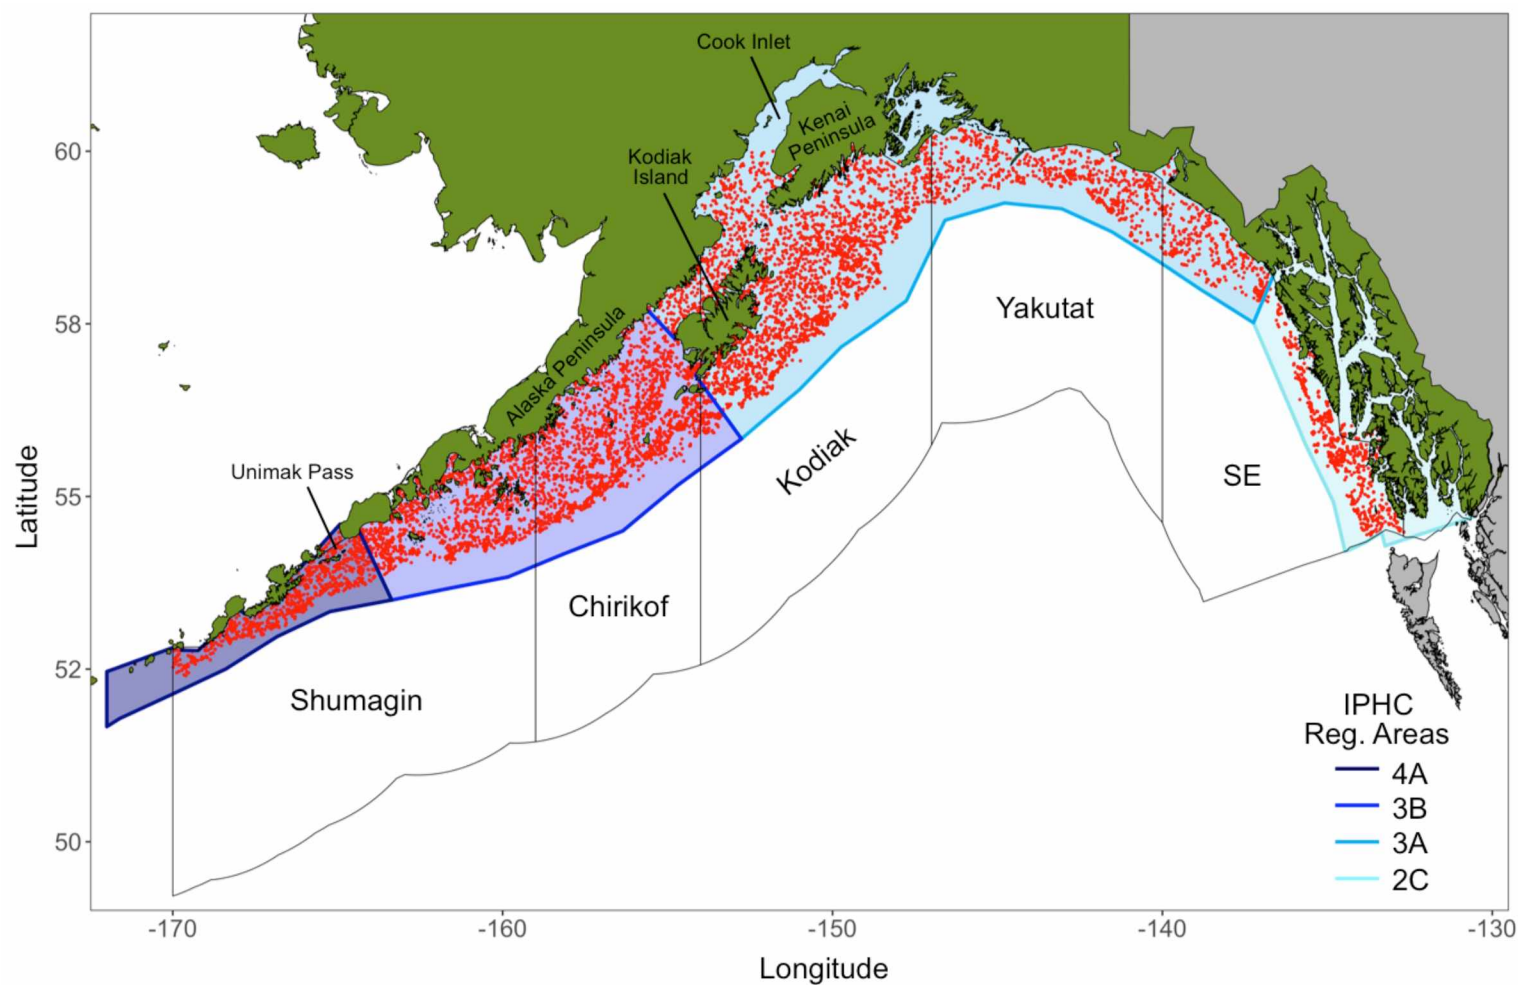 Cook Inlet
Kenai
Peninsula
Kodiak
Island
60
58
Yakutat
Alaska Peninsula
Latitude
55
Unimak Pass
Kodiak
SE
Chirikof
52
Shumagin
IPHC
Reg. Areas
4A
3B
50
3A
2C
-170
-160
-150
-140
-130
Longitude